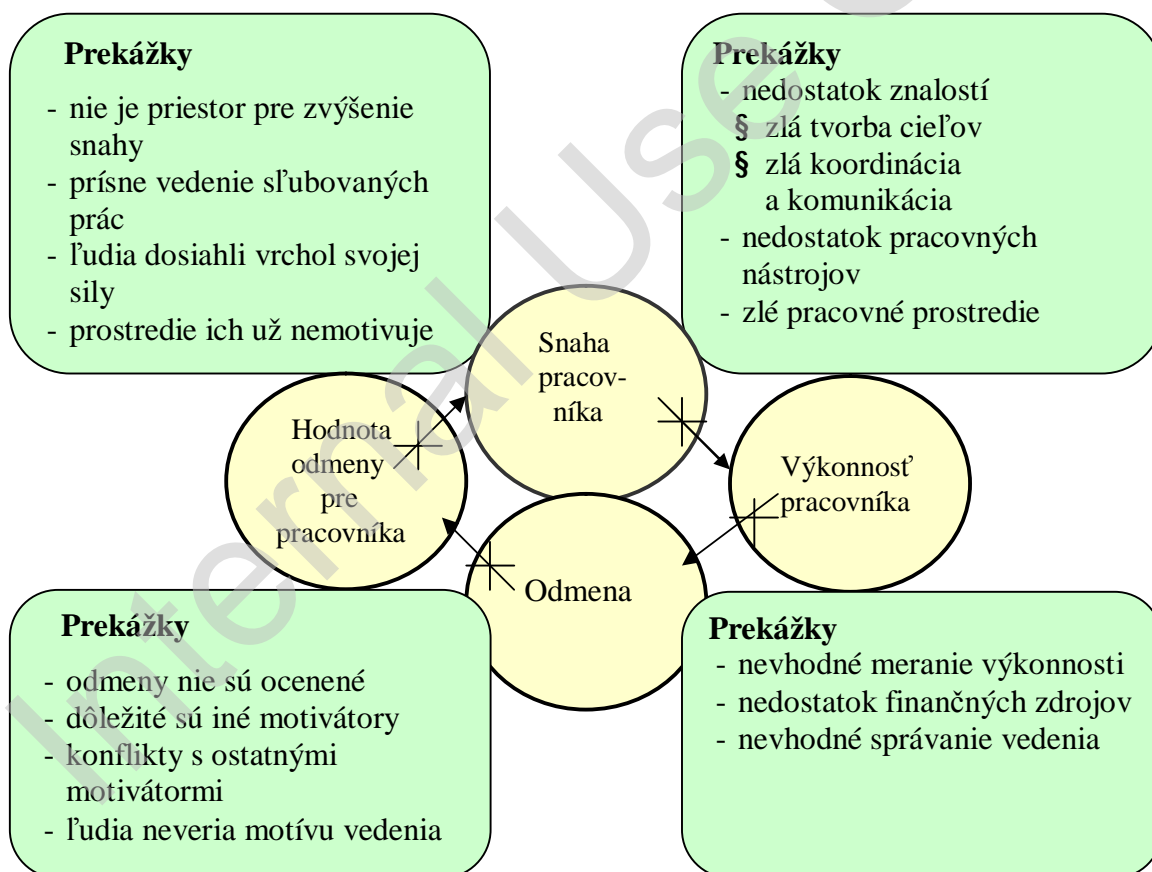 Prekážky
- nie je priestor pre zvýšenie
snahy
- prísne vedenie sľubovaných
prác
- ľudia dosiahli vrchol svojej
sily
- prostredie ich už nemotivuje
Prekážky
- nedostatok znalostí
§ zlá tvorba cieľov
§ zlá koordinácia
a komunikácia
- nedostatok pracovných
nástrojov
- zlé pracovné prostredie
Snaha
pracov-
níka
Hodnota
odmeny
pre
pracovníka
Výkonnosť
pracovníka
Odmena
Prekážky
- odmeny nie sú ocenené
- dôležité sú iné motivátory
- konflikty s ostatnými
motivátormi
- ľudia neveria motívu vedenia
Prekážky
- nevhodné meranie výkonnosti
- nedostatok finančných zdrojov
- nevhodné správanie vedenia
Internal Use